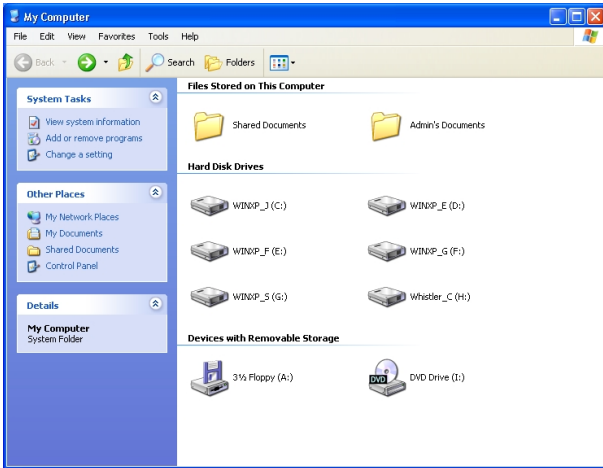 My Computer
File Edit View Favorites Tools Help
Back Search Folders
System Tasks
View system information
Add or remove programs
Change a setting
Other Places
My Network Places
My Documents
Shared Documents
Control Panel
Details
My Computer
System Folder
Files Stored on This Computer
Shared Documents Admin's Documents
Hard Disk Drives
WINXP_J (C:) WINXP_E (D:)
WINXP_F (E:) WINXP_G (F:)
WINXP_S (G:) Whistler_C (H:)
Devices with Removable Storage
3½ Floppy (A:) DVD Drive (I:)
DVD